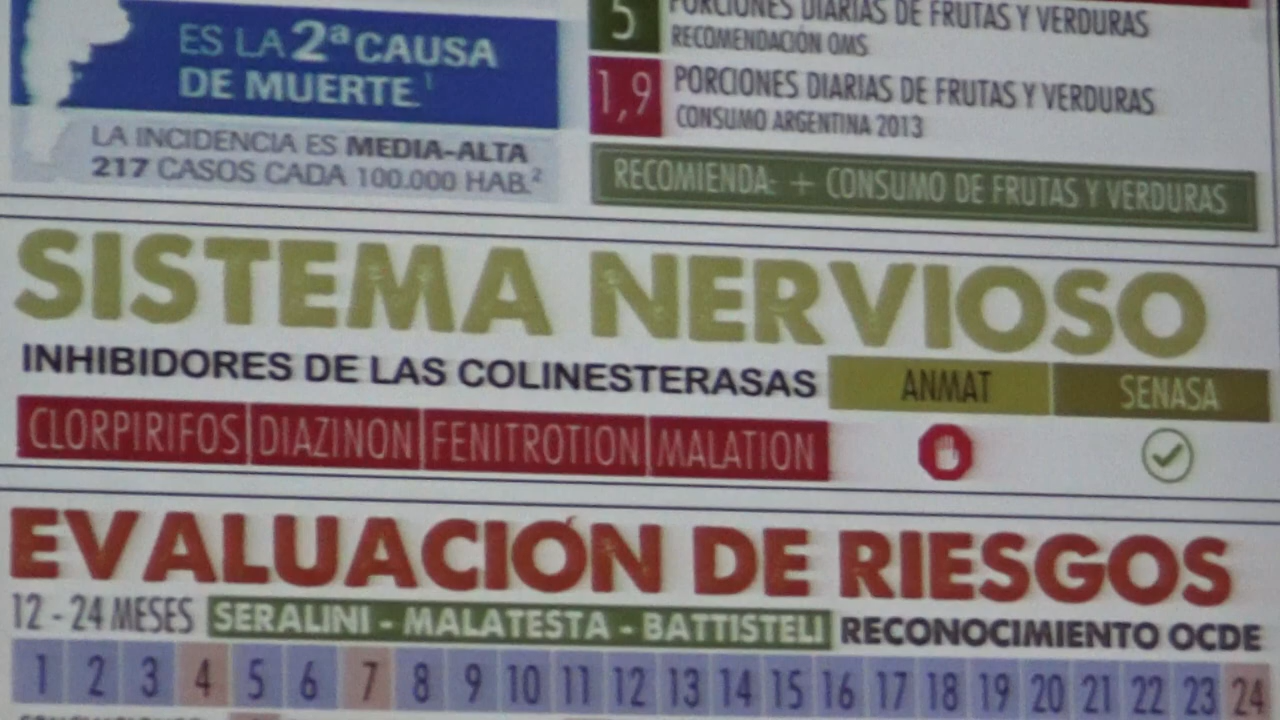 ES LA 2ª CAUSA
DE MUERTE¹
LA INCIDENCIA ES MEDIA-ALTA
217 CASOS CADA 100.000 HAB.²
5 PORCIONES DIARIAS DE FRUTAS Y VERDURAS
RECOMENDACIÓN OMS
1,9 PORCIONES DIARIAS DE FRUTAS Y VERDURAS
CONSUMO ARGENTINA 2013
RECOMIENDA: + CONSUMO DE FRUTAS Y VERDURAS
SISTEMA NERVIOSO
INHIBIDORES DE LAS COLINESTERASAS ANMAT SENASA
CLORPIRIFOS DIAZINON FENITROTION MALATION
EVALUACIÓN DE RIESGOS
12 - 24 MESES SERALINI - MALATESTA - BATTISTELI RECONOCIMIENTO OCDE
1 2 3 4 5 6 7 8 9 10 11 12 13 14 15 16 17 18 19 20 21 22 23 24